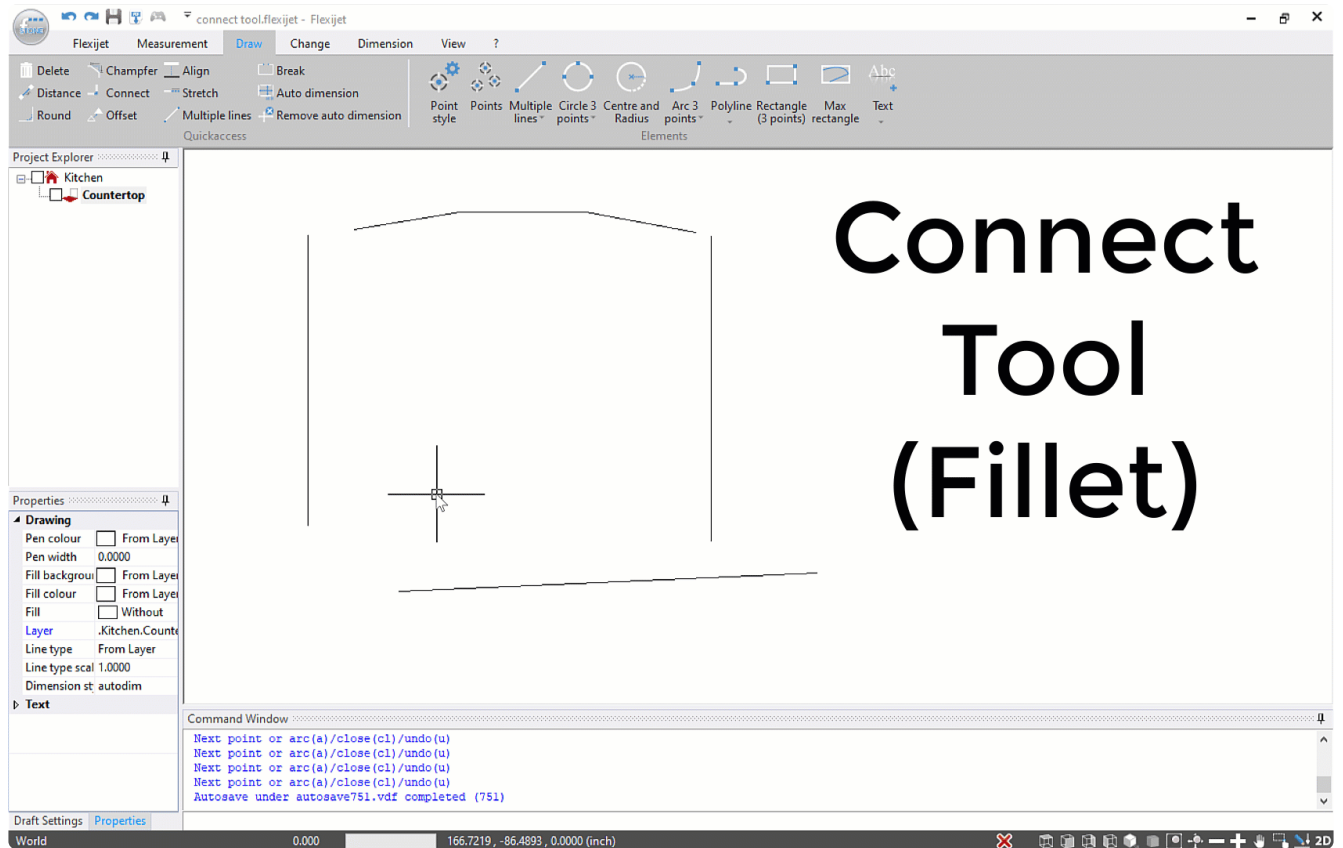 connect tool.flexijet - Flexijet
Flexijet Measurement Draw Change Dimension View ?
Delete Champfer Align Break
Distance Connect Stretch Auto dimension
Round Offset Multiple lines Remove auto dimension
Quickaccess
Point style
Points
Multiple lines
Circle 3 points
Centre and Radius
Arc 3 points
Polyline
Rectangle (3 points)
Max rectangle
Abc
Text
Elements
Project Explorer
Kitchen
Countertop
Connect
Tool
(Fillet)
Properties
Drawing
Pen colour From Layer
Pen width 0.0000
Fill backgrou From Layer
Fill colour From Layer
Fill Without
Layer .Kitchen.Counte
Line type From Layer
Line type scal 1.0000
Dimension st autodim
Text
Command Window
Next point or arc(a)/close(cl)/undo(u)
Next point or arc(a)/close(cl)/undo(u)
Next point or arc(a)/close(cl)/undo(u)
Next point or arc(a)/close(cl)/undo(u)
Autosave under autosave751.vdf completed (751)
Draft Settings Properties
World 0.000 166.7219 , -86.4893 , 0.0000 (inch) 2D